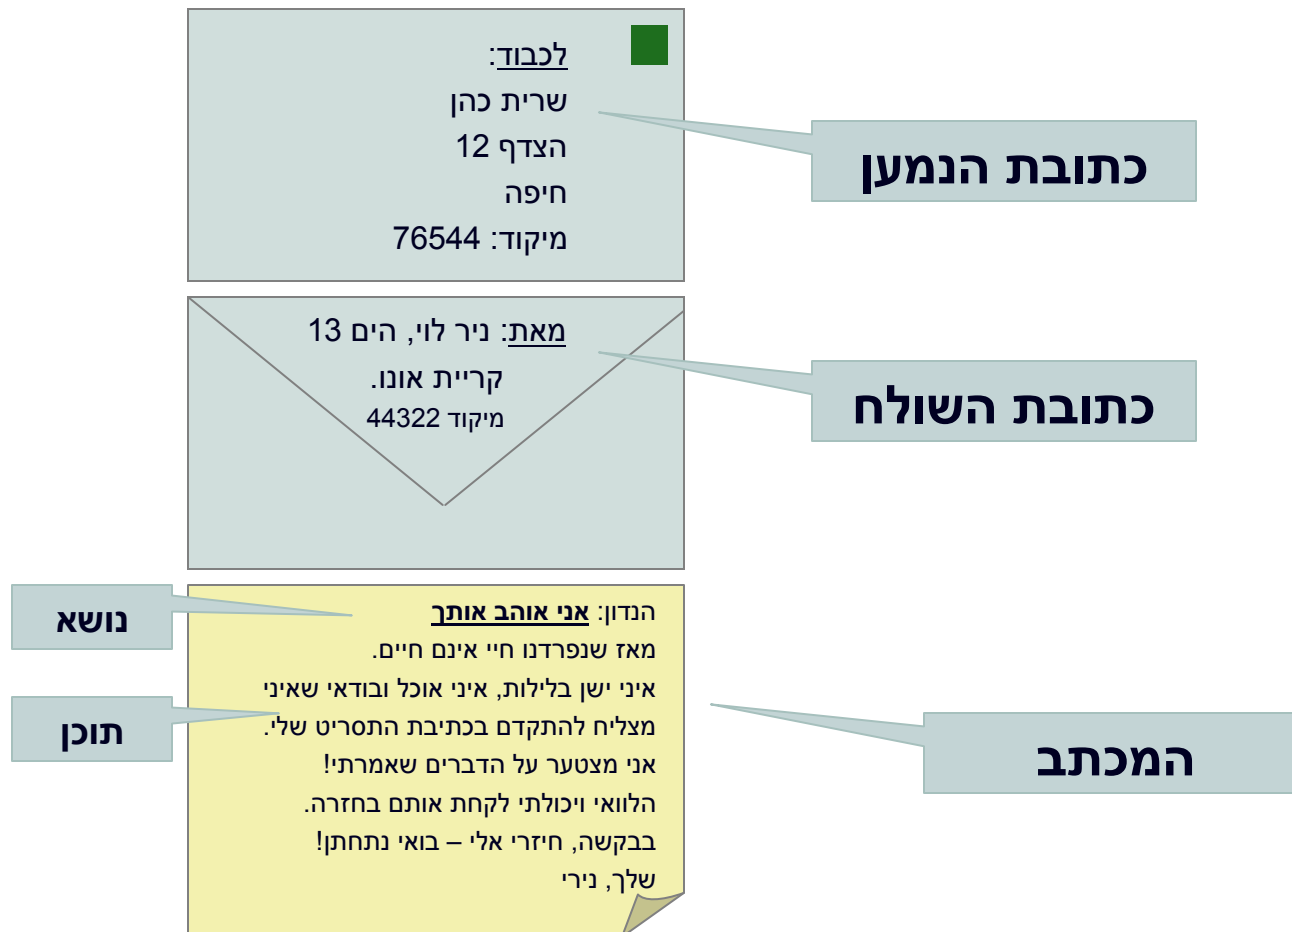 לכבוד:
שרית כהן
הצדף 12
חיפה
מיקוד: 76544
כתובת הנמען
מאת: ניר לוי, הים 13
קריית אונו.
מיקוד 44322
כתובת השולח
הנדון: אני אוהב אותך
מאז שנפרדנו חיי אינם חיים.
איני ישן בלילות, איני אוכל ובודאי שאיני
מצליח להתקדם בכתיבת התסריט שלי.
אני מצטער על הדברים שאמרתי!
הלוואי ויכולתי לקחת אותם בחזרה.
בבקשה, חיזרי אלי – בואי נתחתן!
שלך, נירי
נושא
תוכן
המכתב